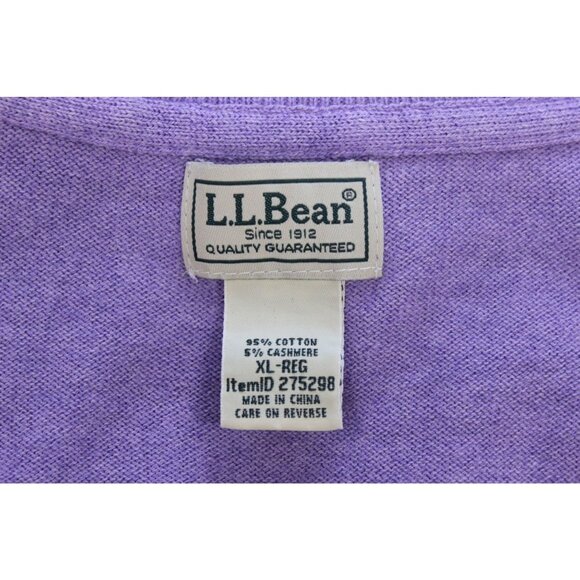 L.L.Bean®
Since 1912
QUALITY GUARANTEED
95% COTTON
5% CASHMERE
XL-REG
ItemID 275298
MADE IN CHINA
CARE ON REVERSE